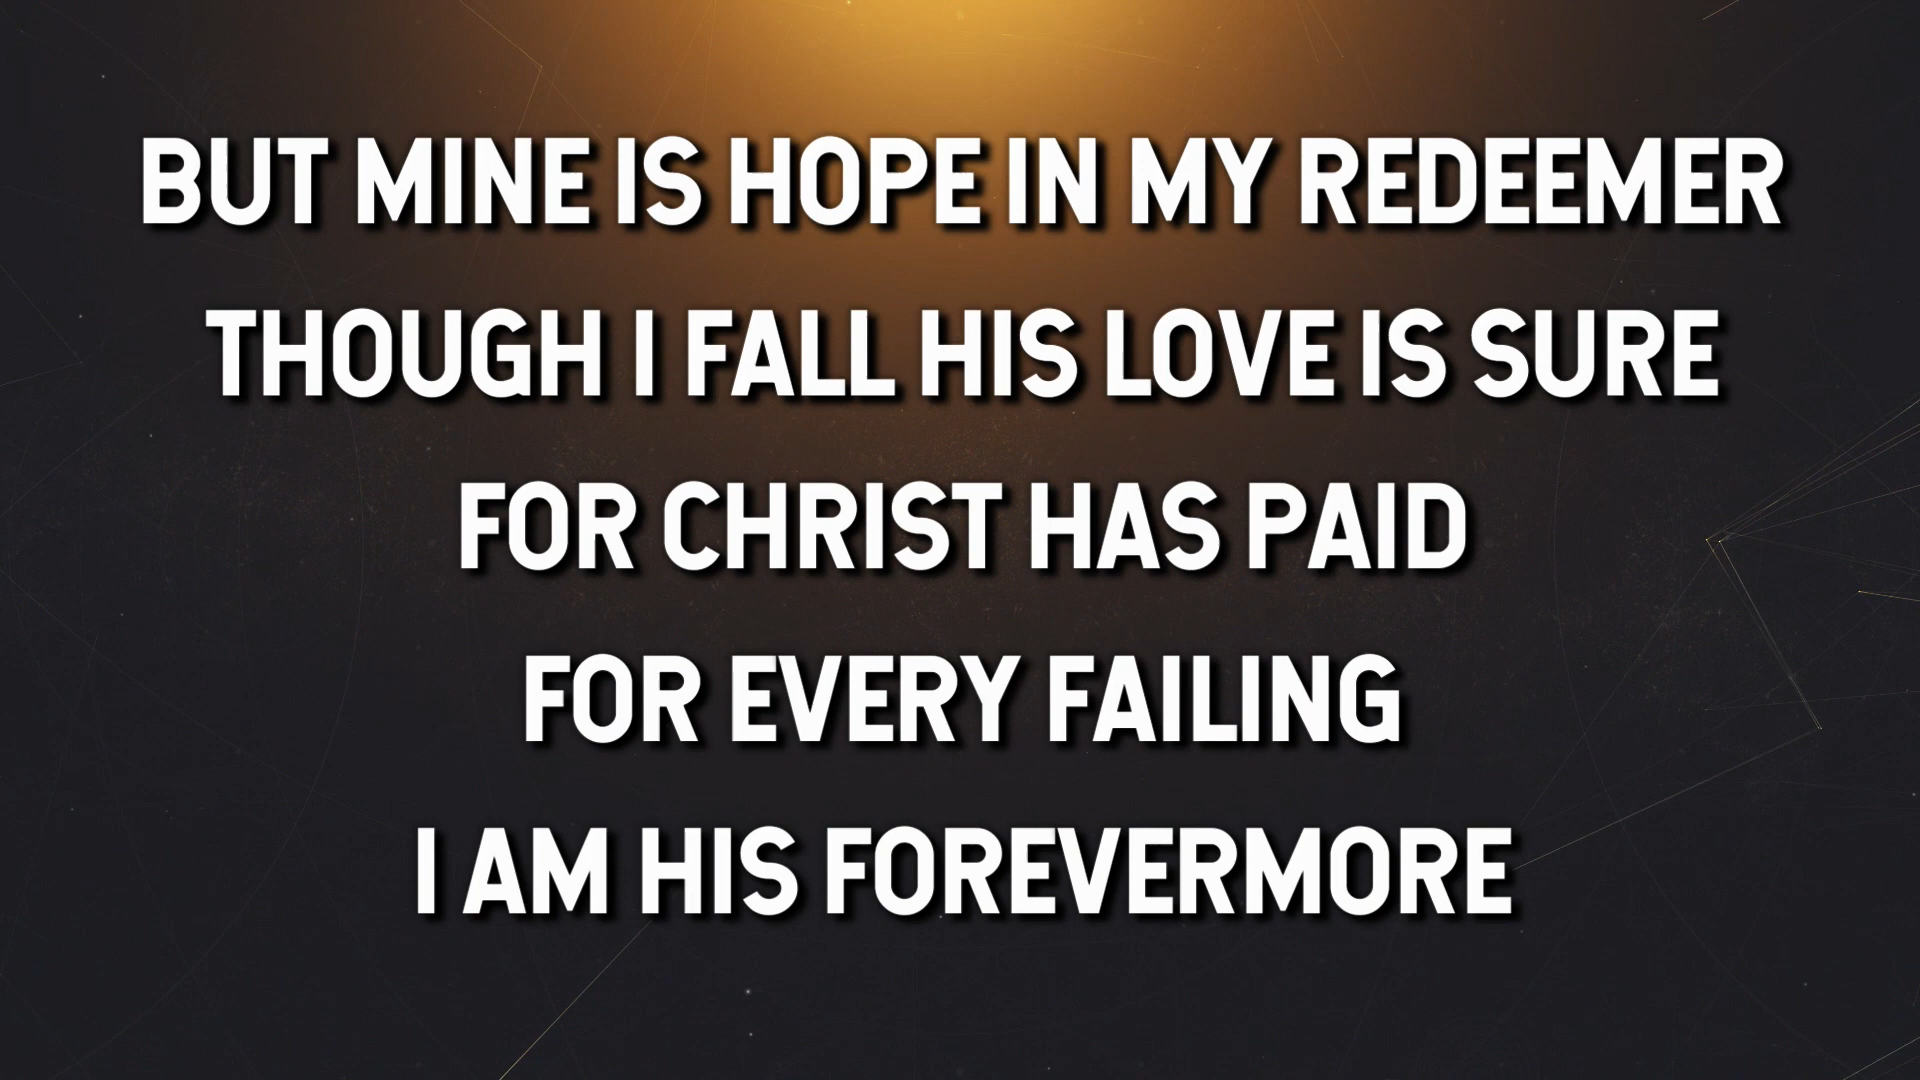 BUT MINE IS HOPE IN MY REDEEMER
THOUGH I FALL HIS LOVE IS SURE
FOR CHRIST HAS PAID
FOR EVERY FAILING
I AM HIS FOREVERMORE